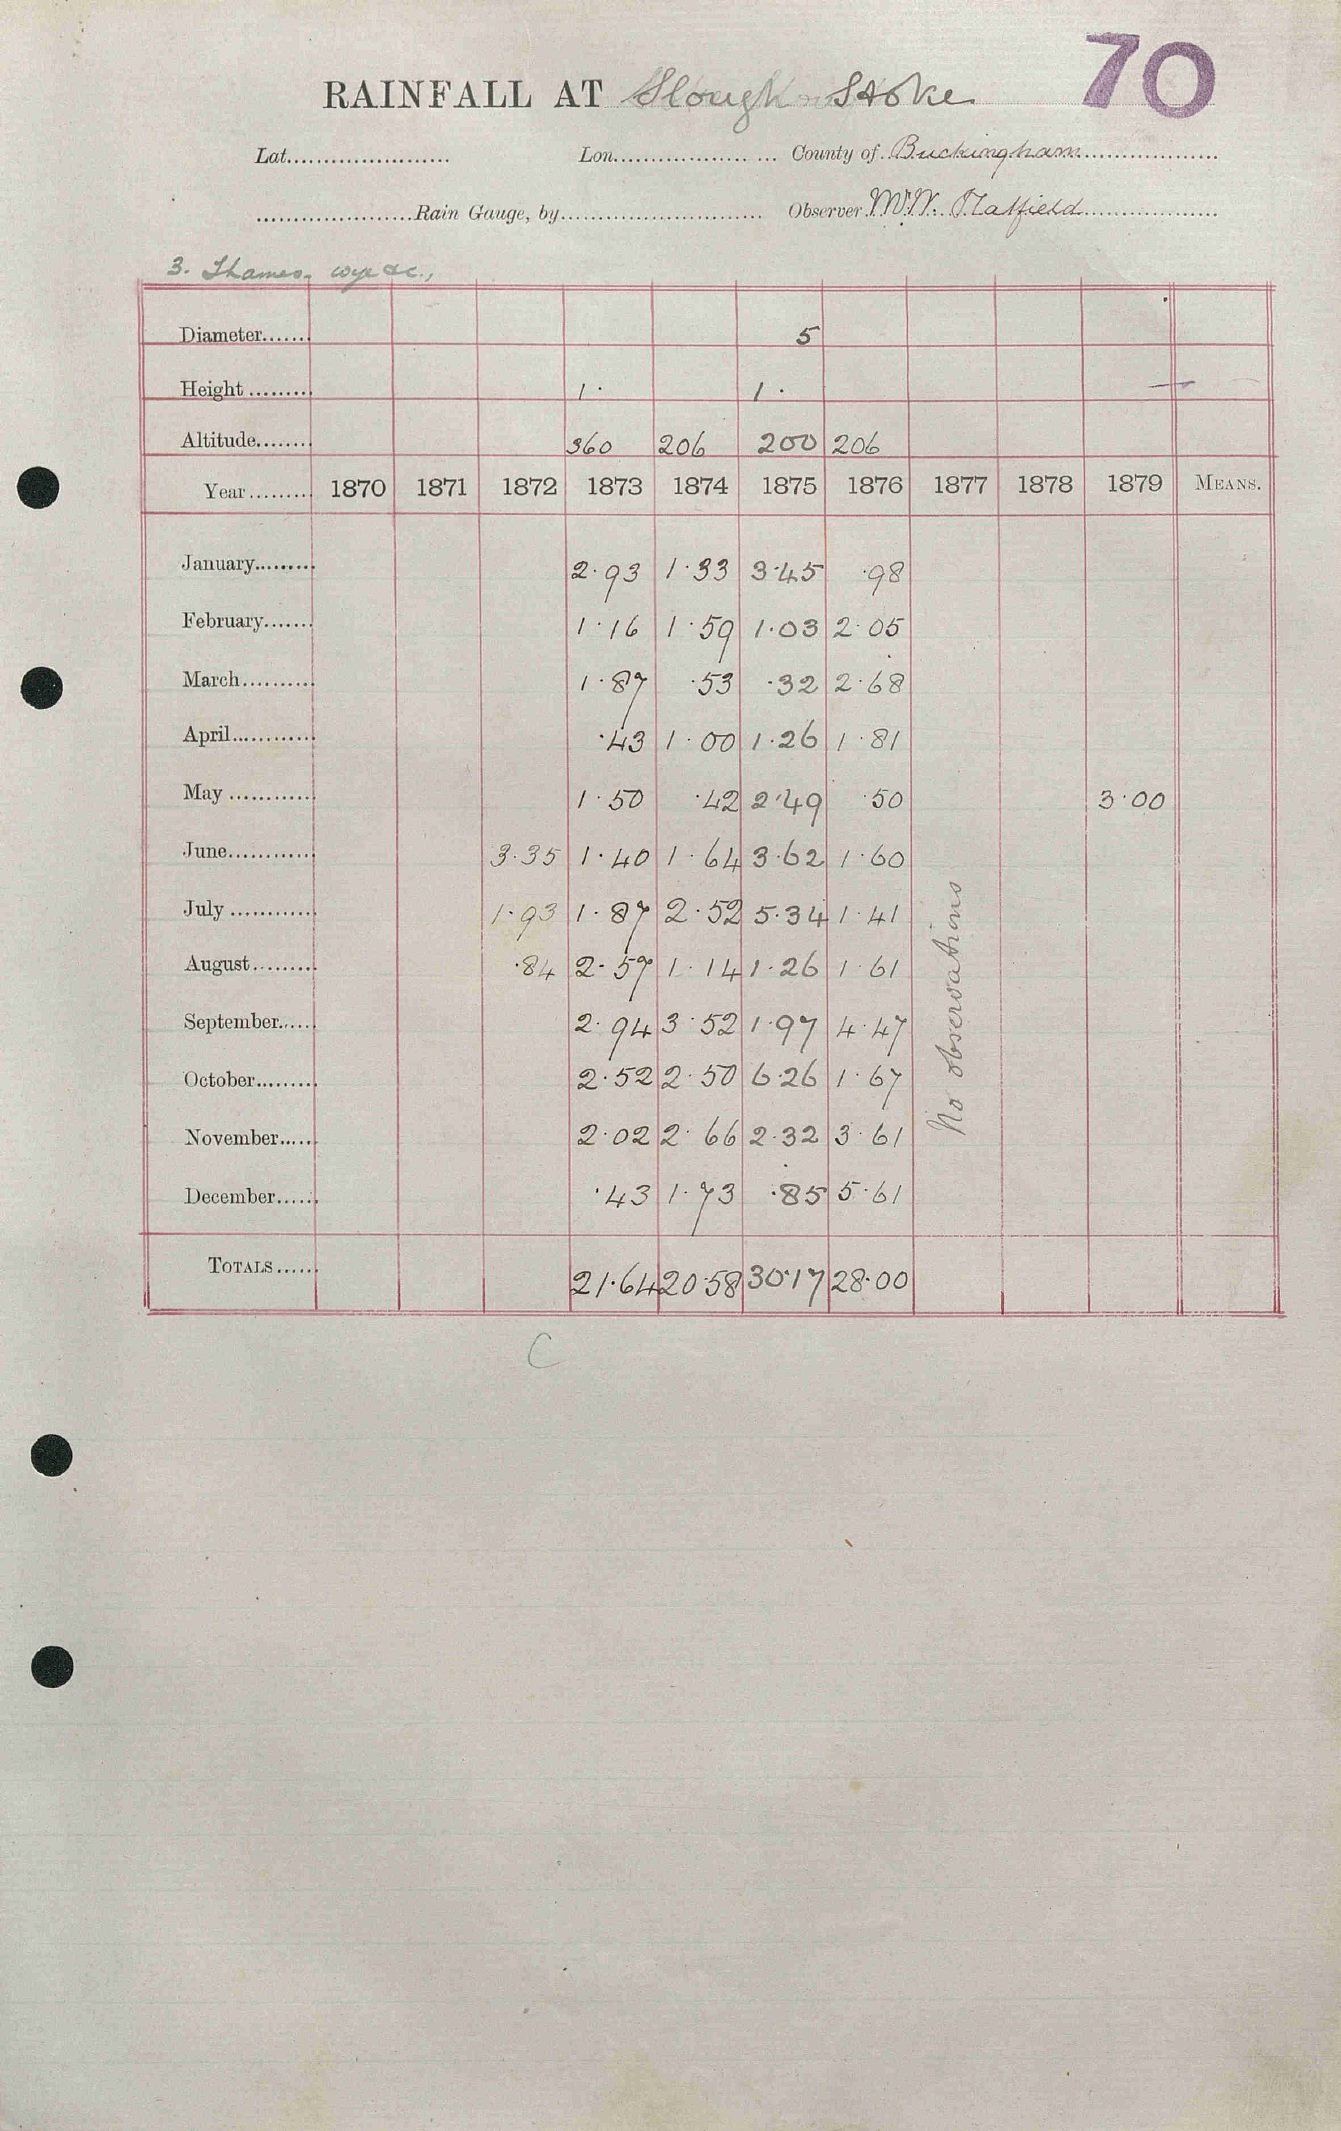 70
RAINFALL AT Slough Stoke
Lat. Lon. County of Buckingham
Rain Gauge, by Observer Mr W. Hatfield
3. Thames, wye &c.,
Diameter 5
Height 1· 1·
Altitude 360 206 200 206
Year 1870 1871 1872 1873 1874 1875 1876 1877 1878 1879 MEANS.
January 2·93 1·33 3·45 ·98
February 1·16 1·59 1·03 2·05
March 1·87 ·53 ·32 2·68
April ·43 1·00 1·26 1·81
May 1·50 ·42 2·49 ·50 3·00
June 3·35 1·40 1·64 3·62 1·60
July 1·93 1·87 2·52 5·34 1·41
August ·84 2·57 1·14 1·26 1·61
September 2·94 3·52 1·97 4·47
October 2·52 2·50 6·26 1·67
November 2·02 2·66 2·32 3·61
December ·43 1·73 ·85 5·61
No observations
TOTALS 21·64 20·58 30·17 28·00
C